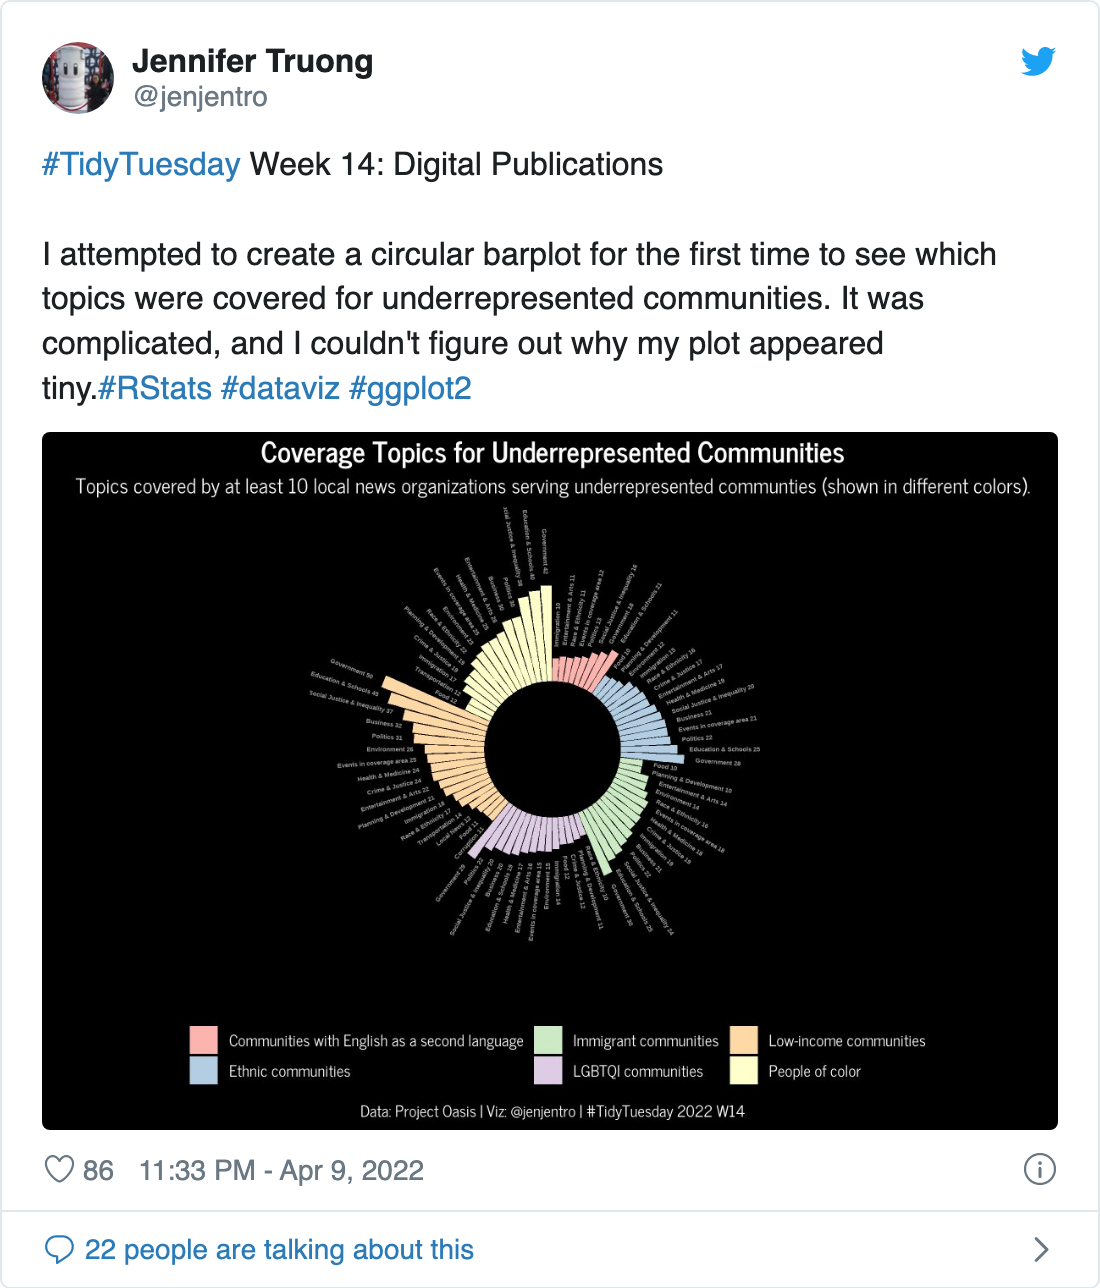 Jennifer Truong
@jenjentro
#TidyTuesday Week 14: Digital Publications
I attempted to create a circular barplot for the first time to see which
topics were covered for underrepresented communities. It was
complicated, and I couldn't figure out why my plot appeared
tiny.#RStats #dataviz #ggplot2
Coverage Topics for Underrepresented Communities
Topics covered by at least 10 local news organizations serving underrepresented communties (shown in different colors).
Immigration 10
Entertainment & Arts 11
Race & Ethnicity 11
Events in coverage area 12
Politics 13
Social Justice & Inequality 16
Government 18
Education & Schools 21
Food 10
Planning & Development 11
Environment 12
Immigration 15
Race & Ethnicity 16
Crime & Justice 17
Entertainment & Arts 17
Health & Medicine 19
Social Justice & Inequality 20
Business 21
Events in coverage area 21
Politics 22
Education & Schools 25
Government 28
Food 10
Planning & Development 10
Entertainment & Arts 14
Environment 14
Race & Ethnicity 16
Events in coverage area 18
Health & Medicine 18
Crime & Justice 19
Immigration 19
Business 21
Politics 22
Social Justice & Inequality 24
Education & Schools 25
Government 30
Race & Ethnicity 10
Planning & Development 11
Crime & Justice 12
Food 12
Immigration 14
Environment 15
Events in coverage area 15
Entertainment & Arts 16
Health & Medicine 17
Education & Schools 19
Business 20
Social Justice & Inequality 20
Politics 22
Government 29
Corruption 11
Food 11
Local News 12
Transportation 14
Race & Ethnicity 17
Immigration 18
Planning & Development 21
Entertainment & Arts 22
Crime & Justice 24
Health & Medicine 24
Events in coverage area 25
Environment 26
Politics 31
Business 32
Social Justice & Inequality 37
Education & Schools 45
Government 50
Food 12
Transportation 12
Immigration 17
Crime & Justice 18
Planning & Development 19
Race & Ethnicity 22
Environment 23
Events in coverage area 25
Health & Medicine 25
Entertainment & Arts 26
Business 30
Politics 30
Social Justice & Inequality 38
Education & Schools 40
Government 42
Communities with English as a second language
Immigrant communities
Low-income communities
Ethnic communities
LGBTQI communities
People of color
Data: Project Oasis | Viz: @jenjentro | #TidyTuesday 2022 W14
86 11:33 PM - Apr 9, 2022
22 people are talking about this